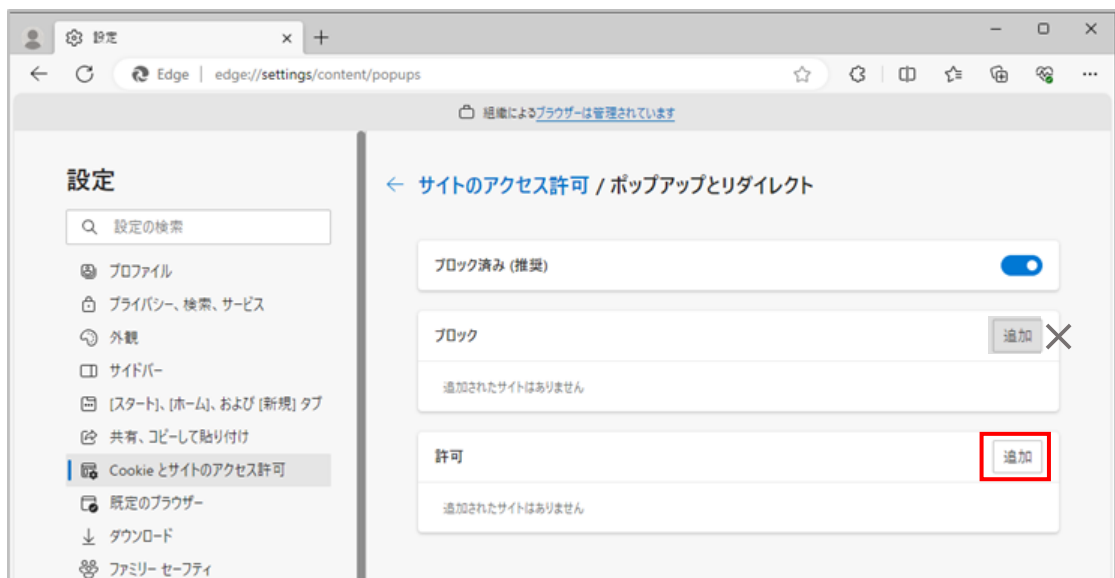 設定
Edge | edge://settings/content/popups
組織によるブラウザーは管理されています
設定
設定の検索
プロファイル
プライバシー、検索、サービス
外観
サイドバー
[スタート]、[ホーム]、および [新規] タブ
共有、コピーして貼り付け
Cookie とサイトのアクセス許可
既定のブラウザー
ダウンロード
ファミリー セーフティ
サイトのアクセス許可 / ポップアップとリダイレクト
ブロック済み (推奨)
ブロック
追加
追加されたサイトはありません
許可
追加
追加されたサイトはありません